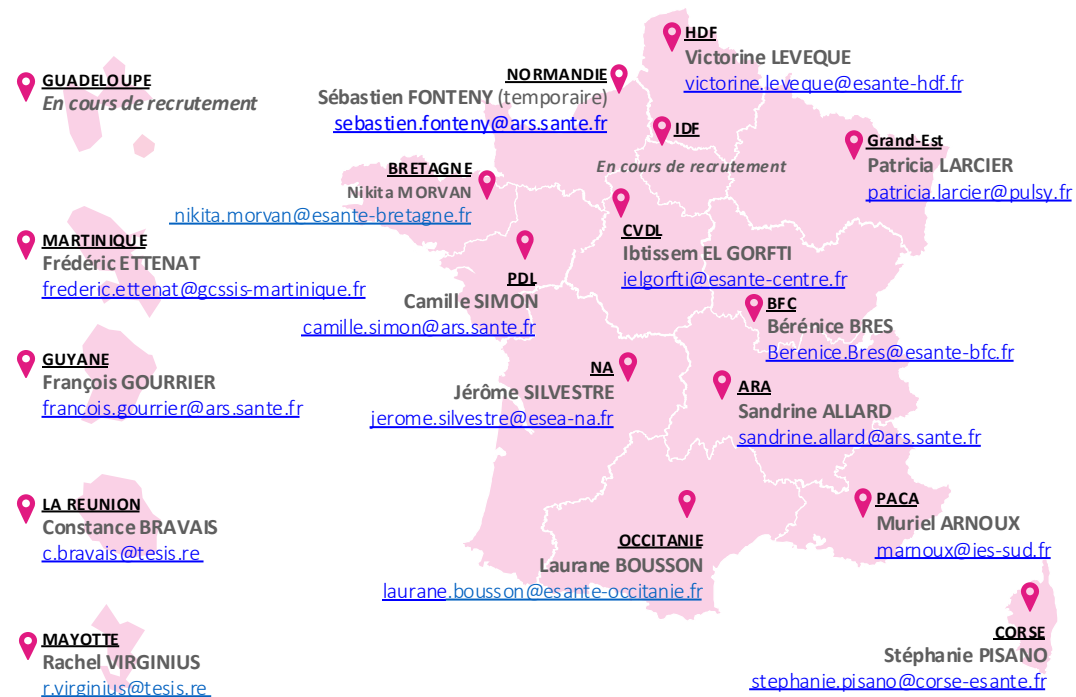 GUADELOUPE
En cours de recrutement
MARTINIQUE
Frédéric ETTENAT
frederic.ettenat@gcssis-martinique.fr
GUYANE
François GOURRIER
francois.gourrier@ars.sante.fr
LA REUNION
Constance BRAVAIS
c.bravais@tesis.re
MAYOTTE
Rachel VIRGINIUS
r.virginius@tesis.re
HDF
Victorine LEVEQUE
victorine.leveque@esante-hdf.fr
NORMANDIE
Sébastien FONTENY (temporaire)
sebastien.fonteny@ars.sante.fr
IDF
En cours de recrutement
Grand-Est
Patricia LARCIER
patricia.larcier@pulsy.fr
BRETAGNE
Nikita MORVAN
nikita.morvan@esante-bretagne.fr
CVDL
Ibtissem EL GORFTI
ielgorfti@esante-centre.fr
PDL
Camille SIMON
camille.simon@ars.sante.fr
BFC
Bérénice BRES
Berenice.Bres@esante-bfc.fr
NA
Jérôme SILVESTRE
jerome.silvestre@esea-na.fr
ARA
Sandrine ALLARD
sandrine.allard@ars.sante.fr
OCCITANIE
Laurane BOUSSON
laurane.bousson@esante-occitanie.fr
PACA
Muriel ARNOUX
marnoux@ies-sud.fr
CORSE
Stéphanie PISANO
stephanie.pisano@corse-esante.fr